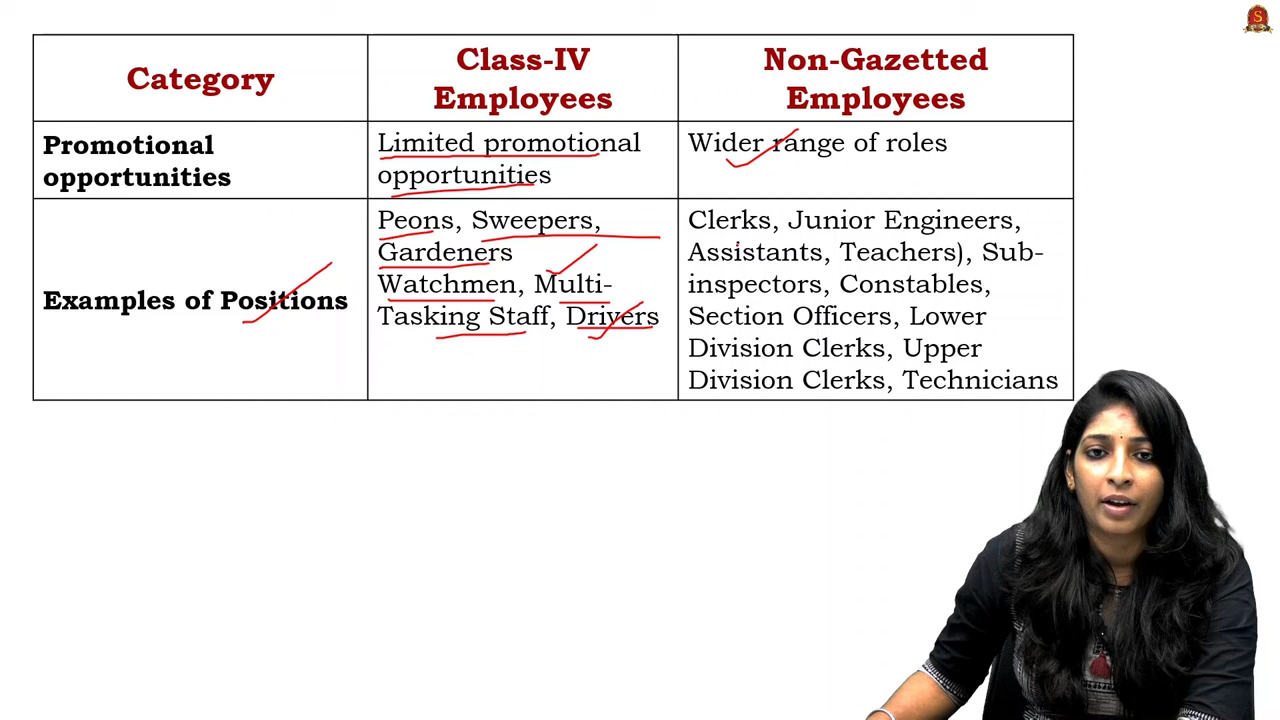 Category
Class-IV
Employees
Non-Gazetted
Employees
Promotional
opportunities
Limited promotional
opportunities
Wider range of roles
Examples of Positions
Peons, Sweepers,
Gardeners
Watchmen, Multi-
Tasking Staff, Drivers
Clerks, Junior Engineers,
Assistants, Teachers), Sub-
inspectors, Constables,
Section Officers, Lower
Division Clerks, Upper
Division Clerks, Technicians
S